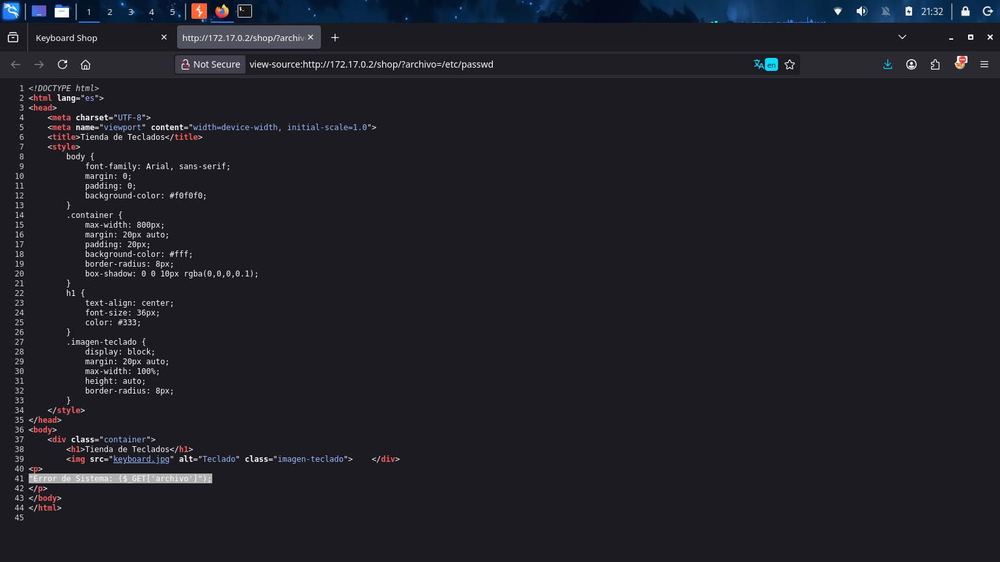 1 2 3 4 5 21:32
Keyboard Shop http://172.17.0.2/shop/?archiv
Not Secure view-source:http://172.17.0.2/shop/?archivo=/etc/passwd en
1 <!DOCTYPE html>
2 <html lang="es">
3 <head>
4     <meta charset="UTF-8">
5     <meta name="viewport" content="width=device-width, initial-scale=1.0">
6     <title>Tienda de Teclados</title>
7     <style>
8         body {
9             font-family: Arial, sans-serif;
10             margin: 0;
11             padding: 0;
12             background-color: #f0f0f0;
13         }
14         .container {
15             max-width: 800px;
16             margin: 20px auto;
17             padding: 20px;
18             background-color: #fff;
19             border-radius: 8px;
20             box-shadow: 0 0 10px rgba(0,0,0,0.1);
21         }
22         h1 {
23             text-align: center;
24             font-size: 36px;
25             color: #333;
26         }
27         .imagen-teclado {
28             display: block;
29             margin: 20px auto;
30             max-width: 100%;
31             height: auto;
32             border-radius: 8px;
33         }
34     </style>
35 </head>
36 <body>
37     <div class="container">
38         <h1>Tienda de Teclados</h1>
39         <img src="keyboard.jpg" alt="Teclado" class="imagen-teclado">    </div>
40 <p>
41 "Error de Sistema: ($_GET['archivo']");
42 </p>
43 </body>
44 </html>
45